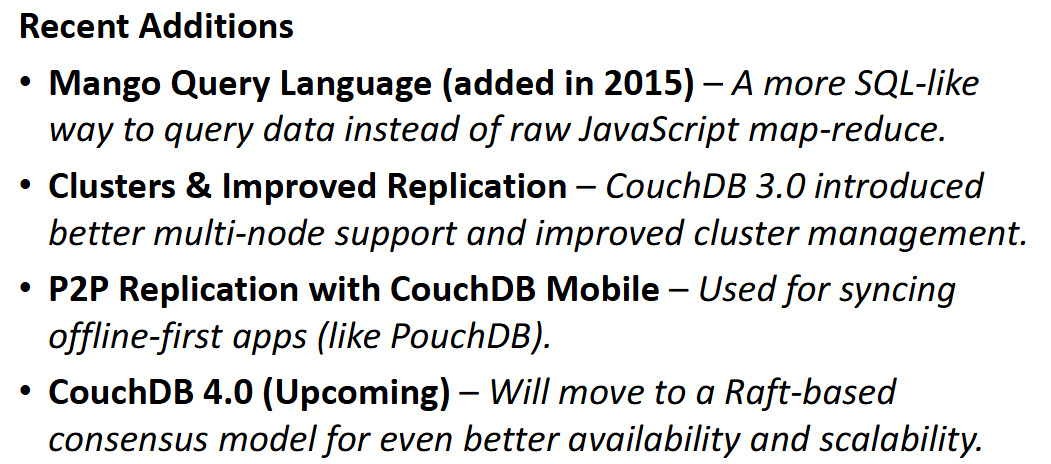 Recent Additions
• Mango Query Language (added in 2015) – A more SQL-like
way to query data instead of raw JavaScript map-reduce.
• Clusters & Improved Replication – CouchDB 3.0 introduced
better multi-node support and improved cluster management.
• P2P Replication with CouchDB Mobile – Used for syncing
offline-first apps (like PouchDB).
• CouchDB 4.0 (Upcoming) – Will move to a Raft-based
consensus model for even better availability and scalability.